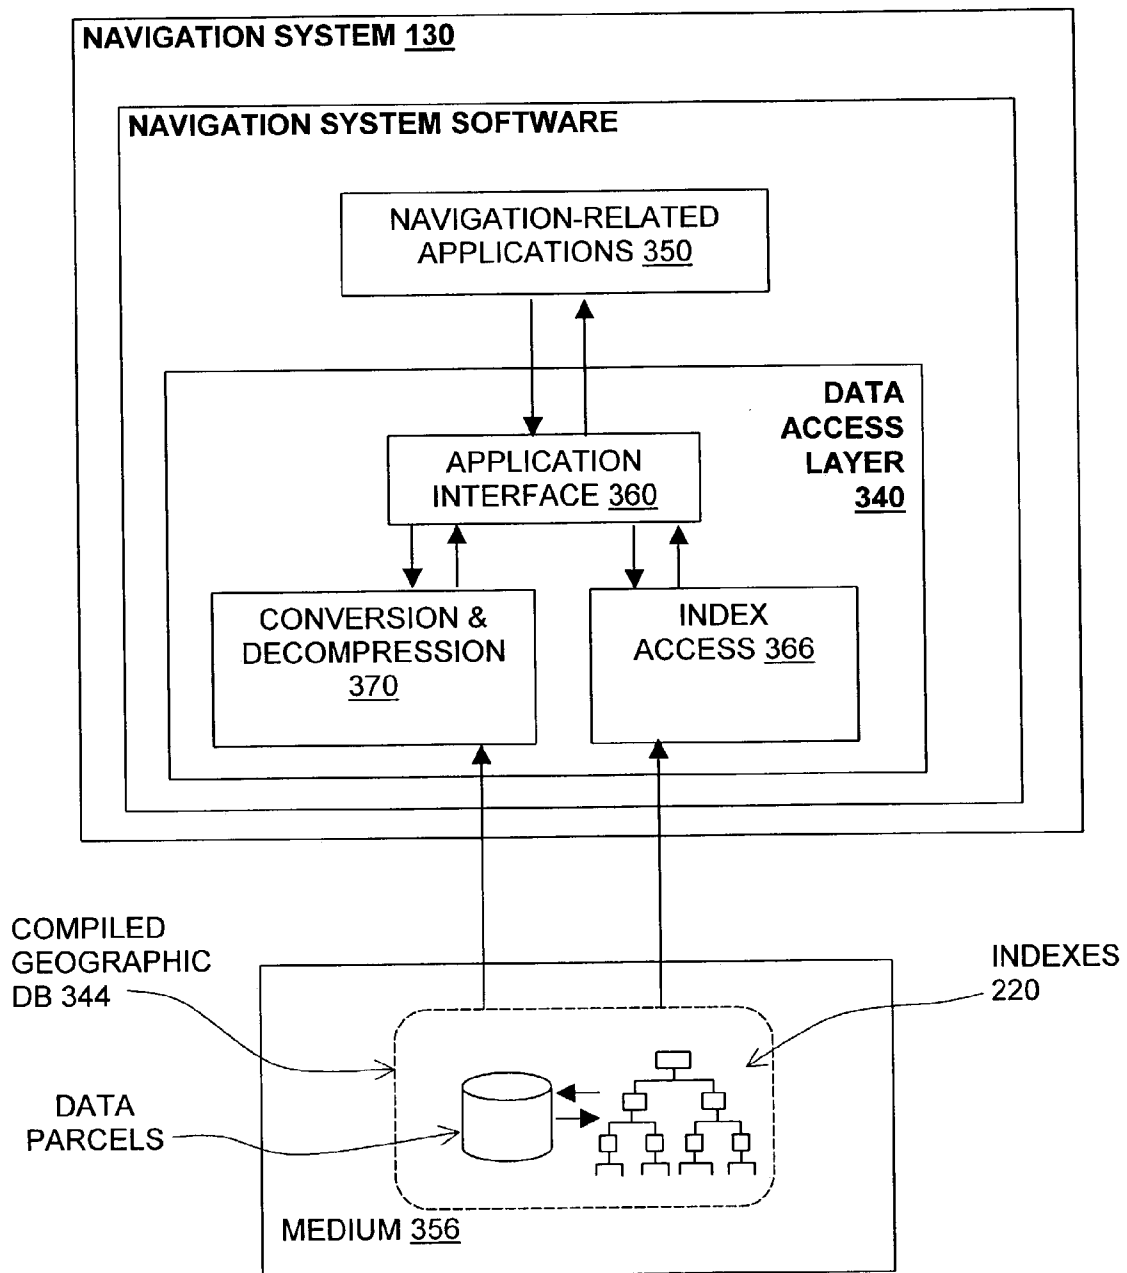 NAVIGATION SYSTEM 130
NAVIGATION SYSTEM SOFTWARE
NAVIGATION-RELATED
APPLICATIONS 350
DATA
ACCESS
LAYER
340
APPLICATION
INTERFACE 360
CONVERSION &
DECOMPRESSION
370
INDEX
ACCESS 366
COMPILED
GEOGRAPHIC
DB 344
INDEXES
220
DATA
PARCELS
MEDIUM 356